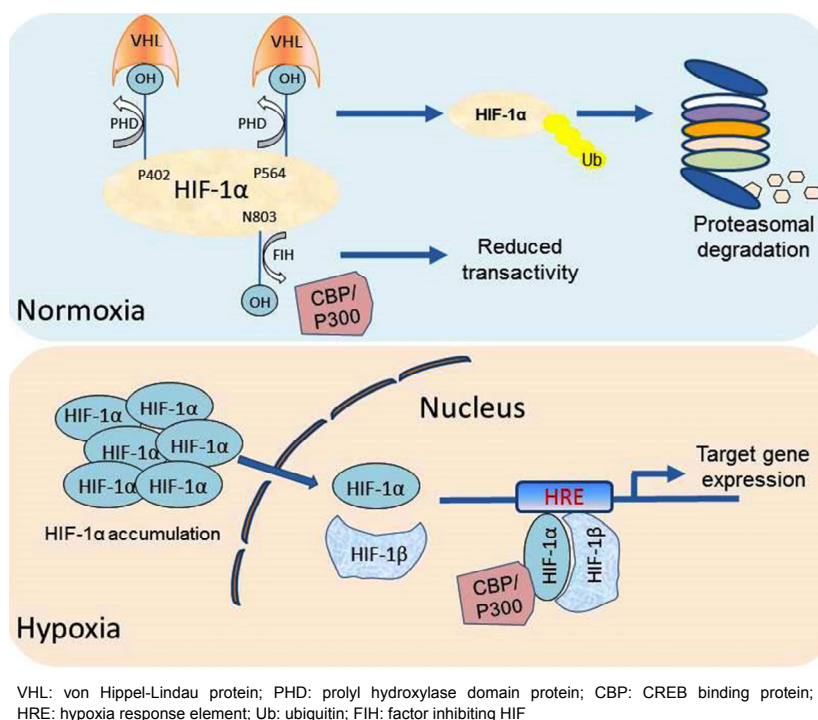 VHL
VHL
OH
OH
PHD
PHD
P402
P564
HIF-1α
N803
FIH
OH
CBP/
P300
HIF-1α
Ub
Proteasomal
degradation
Reduced
transactivity
Normoxia
Nucleus
HIF-1α
HIF-1α
HIF-1α
HIF-1α
HIF-1α
HIF-1α
HIF-1α accumulation
HIF-1α
HIF-1β
HRE
Target gene
expression
HIF-1α
HIF-1β
CBP/
P300
Hypoxia
VHL: von Hippel-Lindau protein; PHD: prolyl hydroxylase domain protein; CBP: CREB binding protein;
HRE: hypoxia response element; Ub: ubiquitin; FIH: factor inhibiting HIF